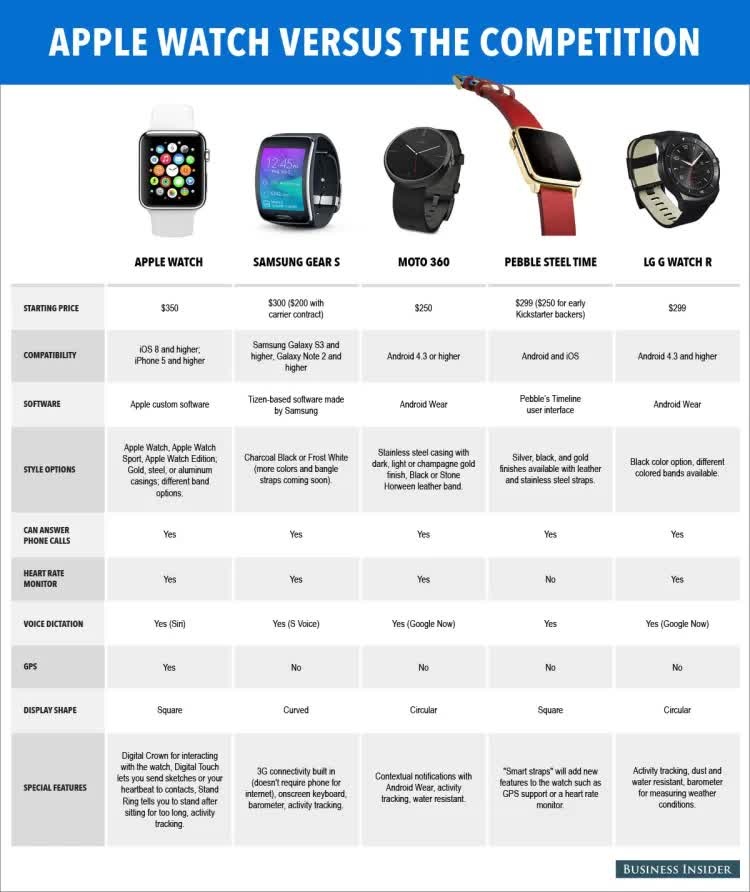 APPLE WATCH VERSUS THE COMPETITION
12:45
APPLE WATCH
SAMSUNG GEAR S
MOTO 360
PEBBLE STEEL TIME
LG G WATCH R
STARTING PRICE
$350
$300 ($200 with
carrier contract)
$250
$299 ($250 for early
Kickstarter backers)
$299
COMPATIBILITY
iOS 8 and higher;
iPhone 5 and higher
Samsung Galaxy S3 and
higher, Galaxy Note 2 and
higher
Android 4.3 or higher
Android and iOS
Android 4.3 and higher
SOFTWARE
Apple custom software
Tizen-based software made
by Samsung
Android Wear
Pebble's Timeline
user interface
Android Wear
STYLE OPTIONS
Apple Watch, Apple Watch
Sport, Apple Watch Edition;
Gold, steel, or aluminum
casings; different band
options.
Charcoal Black or Frost White
(more colors and bangle
straps coming soon).
Stainless steel casing with
dark, light or champagne gold
finish, Black or Stone
Horween leather band.
Silver, black, and gold
finishes available with leather
and stainless steel straps.
Black color option, different
colored bands available.
CAN ANSWER
PHONE CALLS
Yes
Yes
Yes
Yes
Yes
HEART RATE
MONITOR
Yes
Yes
Yes
No
Yes
VOICE DICTATION
Yes (Siri)
Yes (S Voice)
Yes (Google Now)
Yes
Yes (Google Now)
GPS
Yes
No
No
No
No
DISPLAY SHAPE
Square
Curved
Circular
Square
Circular
SPECIAL FEATURES
Digital Crown for interacting
with the watch, Digital Touch
lets you send sketches or your
heartbeat to contacts, Stand
Ring tells you to stand after
sitting for too long, activity
tracking.
3G connectivity built in
(doesn't require phone for
internet), onscreen keyboard,
barometer, activity tracking.
Contextual notifications with
Android Wear, activity
tracking, water resistant.
"Smart straps" will add new
features to the watch such as
GPS support or a heart rate
monitor.
Activity tracking, dust and
water resistant, barometer
for measuring weather
conditions.
BUSINESS INSIDER